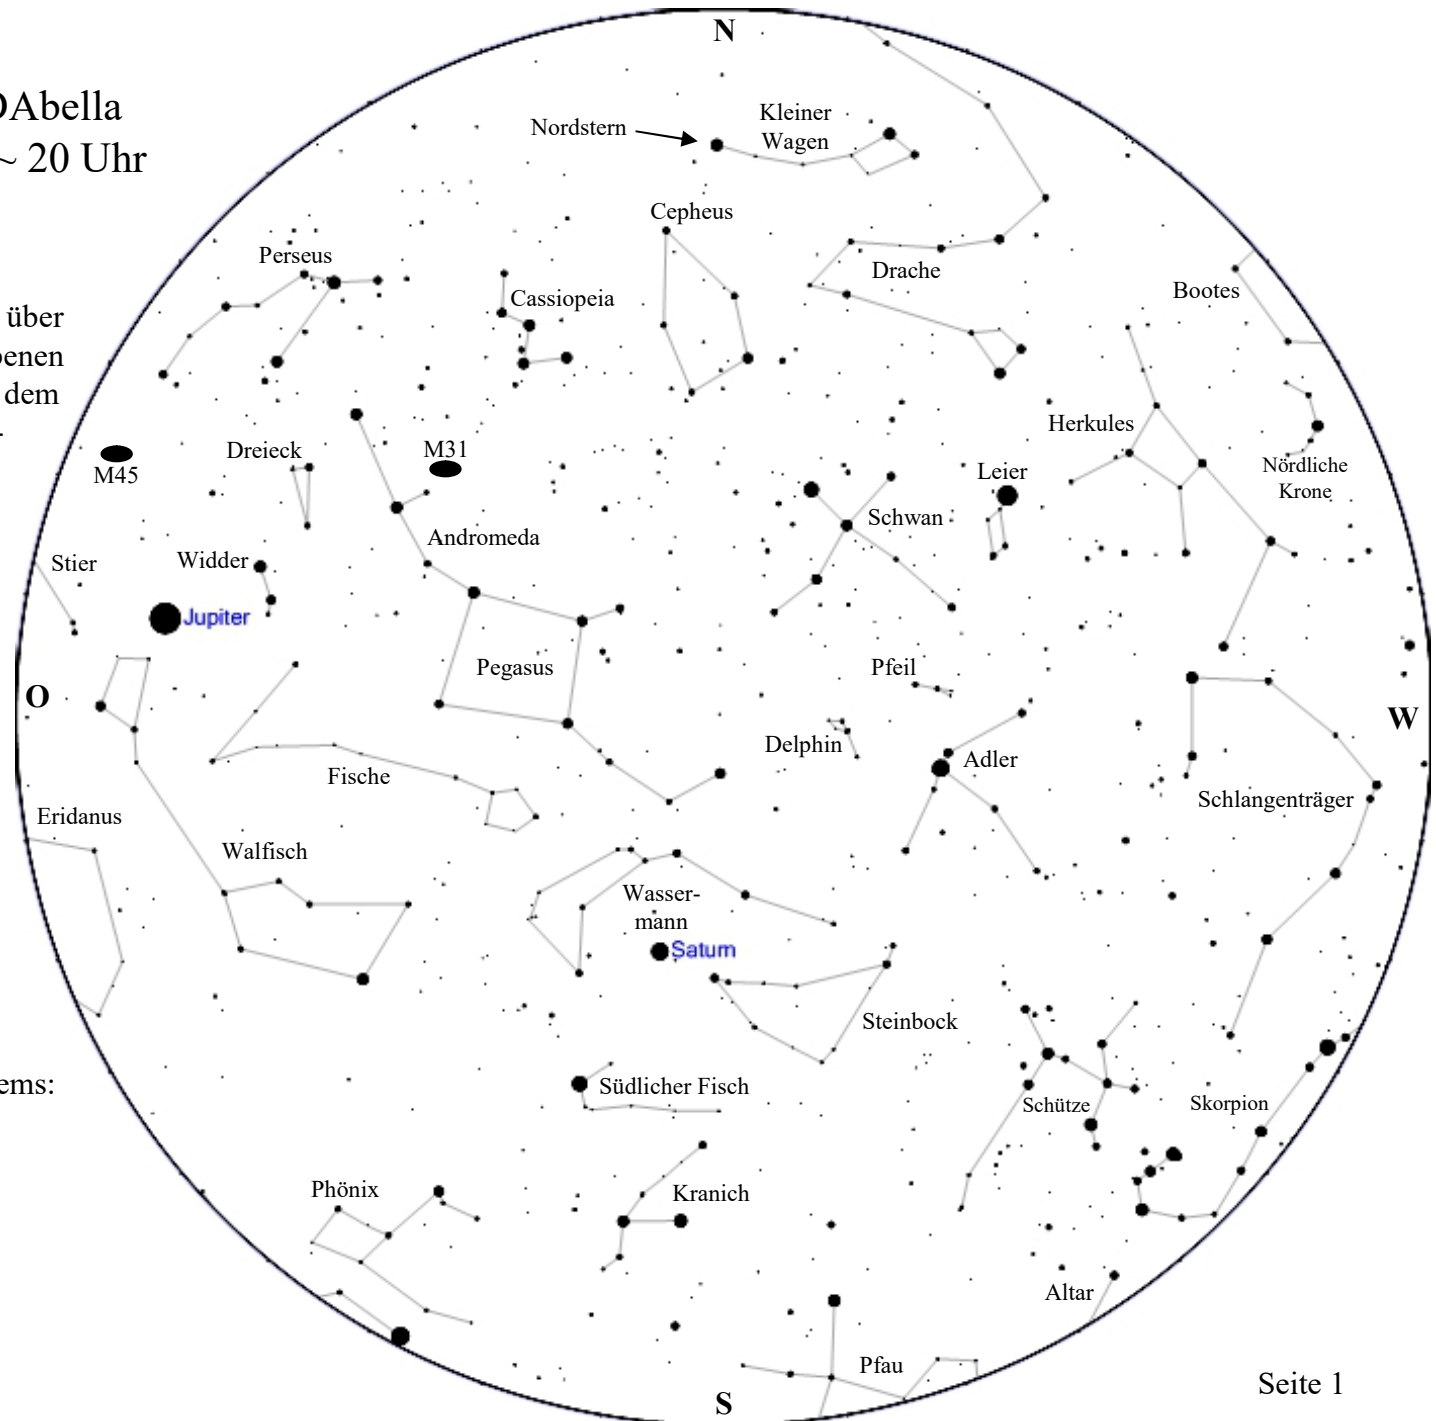 N
DAbella
~ 20 Uhr
Kleiner
Wagen
Nordstern
Cepheus
Perseus
Drache
Cassiopeia
Bootes
über
benen
dem
Herkules
Dreieck
M31
M45
Leier
Nördliche
Krone
Schwan
Andromeda
Stier
Widder
Jupiter
Pegasus
Pfeil
O
W
Delphin
Adler
Fische
Schlangenträger
Eridanus
Walfisch
Wasser-
mann
Saturn
Steinbock
ems:
Südlicher Fisch
Schütze
Skorpion
Phönix
Kranich
Altar
Pfau
Seite 1
S